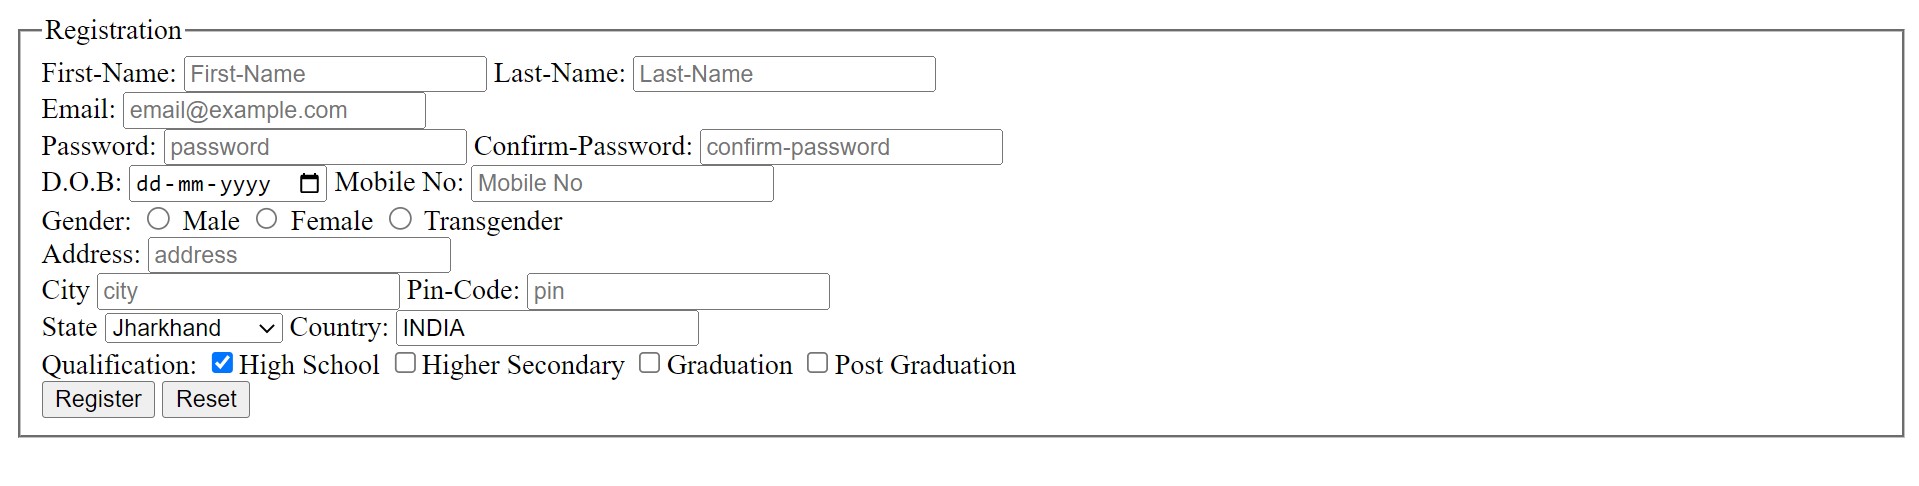 Registration
First-Name: First-Name Last-Name: Last-Name
Email: email@example.com
Password: password Confirm-Password: confirm-password
D.O.B: dd-mm-yyyy Mobile No: Mobile No
Gender: Male Female Transgender
Address: address
City city Pin-Code: pin
State Jharkhand Country: INDIA
Qualification: High School Higher Secondary Graduation Post Graduation
Register Reset